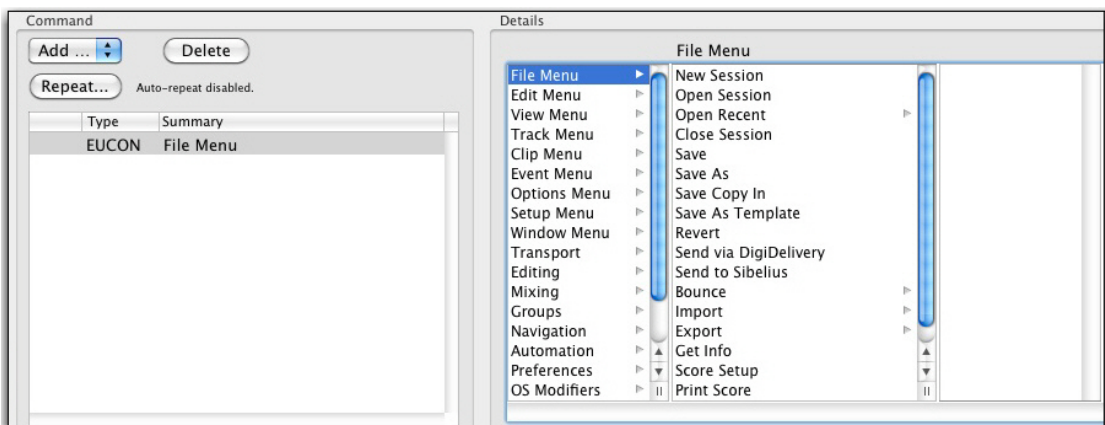 Command
Add ...
Delete
Repeat...
Auto-repeat disabled.
Type Summary
EUCON File Menu
Details
File Menu
File Menu
Edit Menu
View Menu
Track Menu
Clip Menu
Event Menu
Options Menu
Setup Menu
Window Menu
Transport
Editing
Mixing
Groups
Navigation
Automation
Preferences
OS Modifiers
New Session
Open Session
Open Recent
Close Session
Save
Save As
Save Copy In
Save As Template
Revert
Send via DigiDelivery
Send to Sibelius
Bounce
Import
Export
Get Info
Score Setup
Print Score